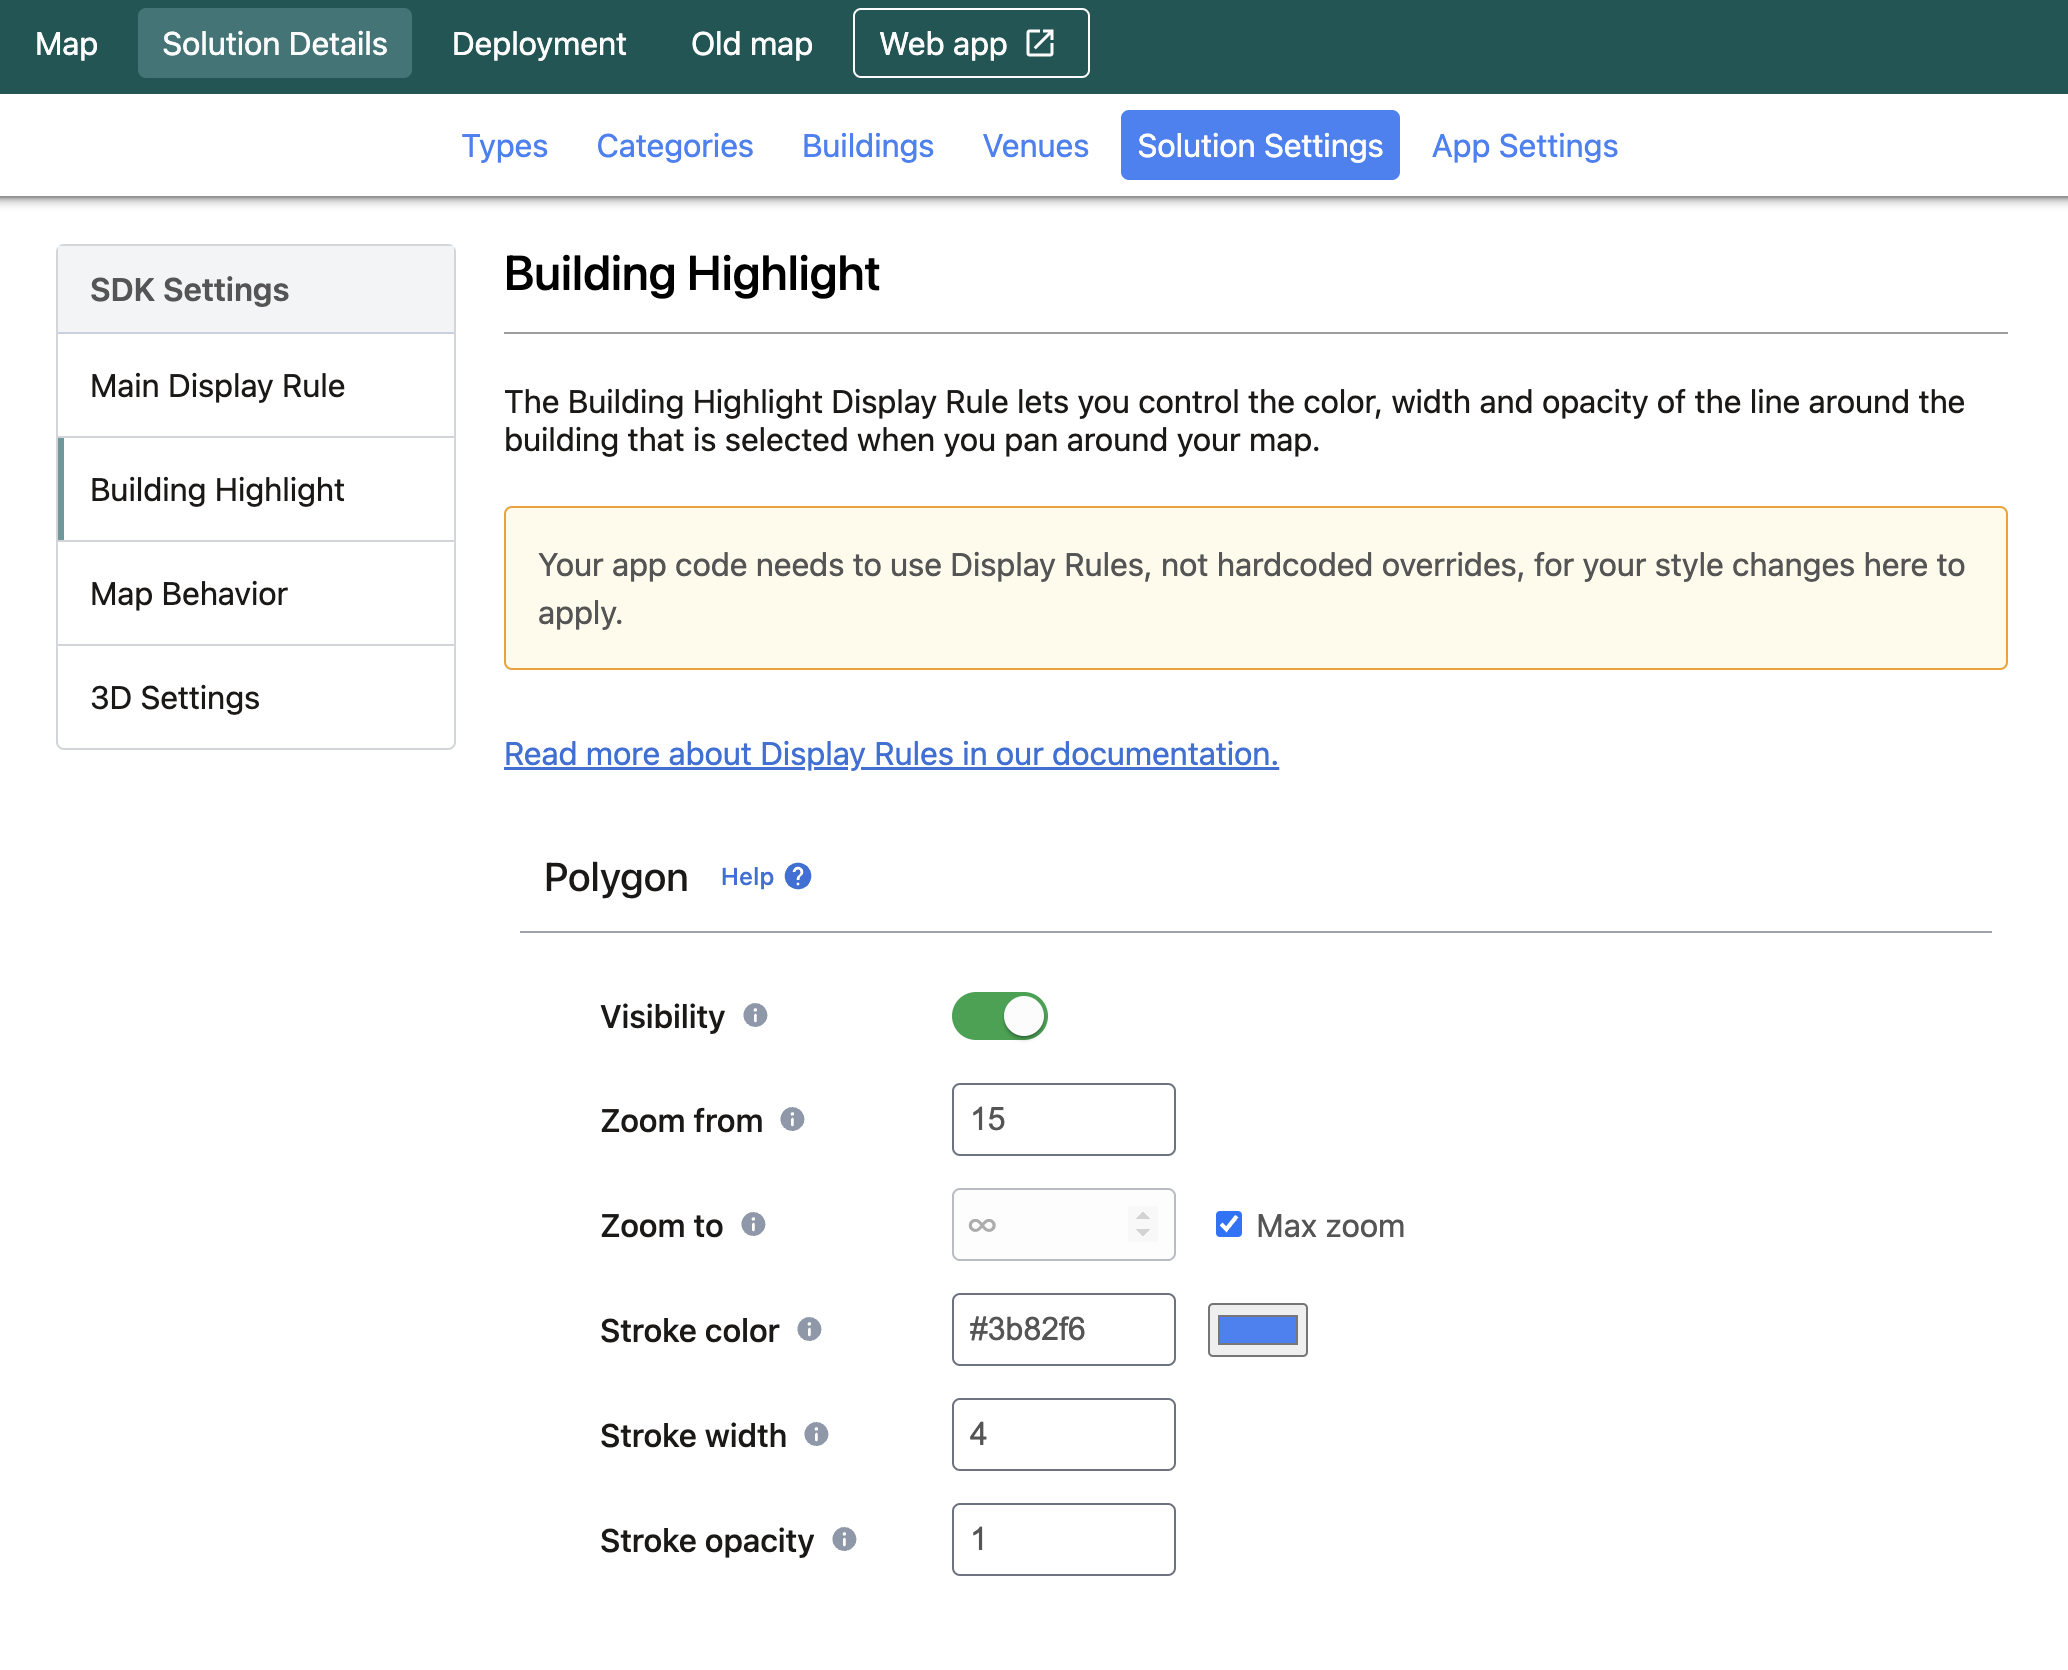 Map
Solution Details
Deployment
Old map
Web app
Types
Categories
Buildings
Venues
Solution Settings
App Settings
SDK Settings
Main Display Rule
Building Highlight
Map Behavior
3D Settings
Building Highlight
The Building Highlight Display Rule lets you control the color, width and opacity of the line around the
building that is selected when you pan around your map.
Your app code needs to use Display Rules, not hardcoded overrides, for your style changes here to
apply.
Read more about Display Rules in our documentation.
Polygon Help ?
Visibility
Zoom from 15
Zoom to ∞ Max zoom
Stroke color #3b82f6
Stroke width 4
Stroke opacity 1